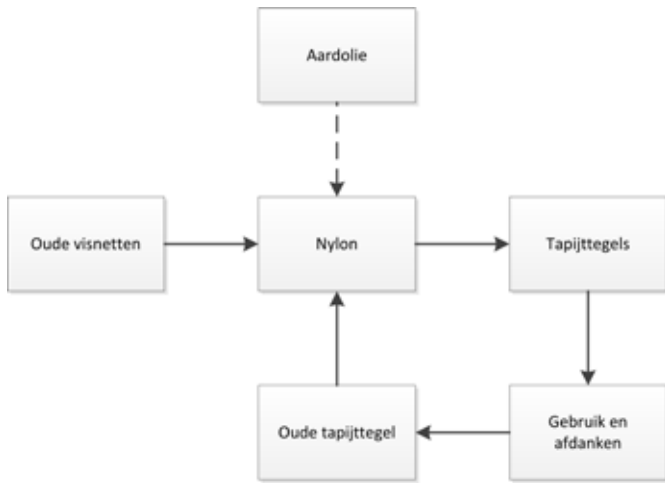 Aardolie
Oude visnetten
Nylon
Tapijttegels
Oude tapijttegel
Gebruik en
afdanken